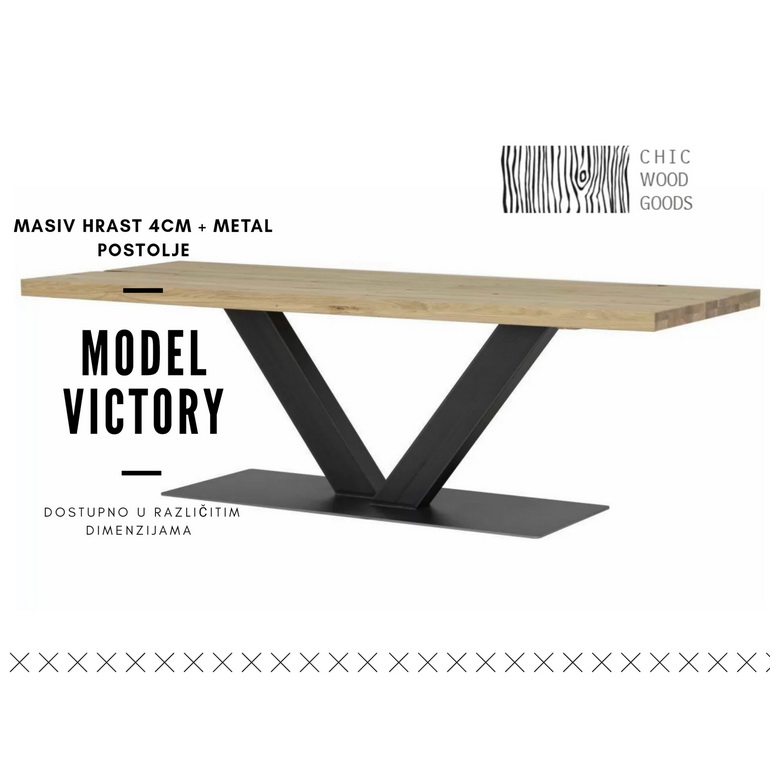 CHIC
WOOD
GOODS
MASIV HRAST 4CM + METAL
POSTOLJE
MODEL
VICTORY
DOSTUPNO U RAZLIČITIM
DIMENZIJAMA